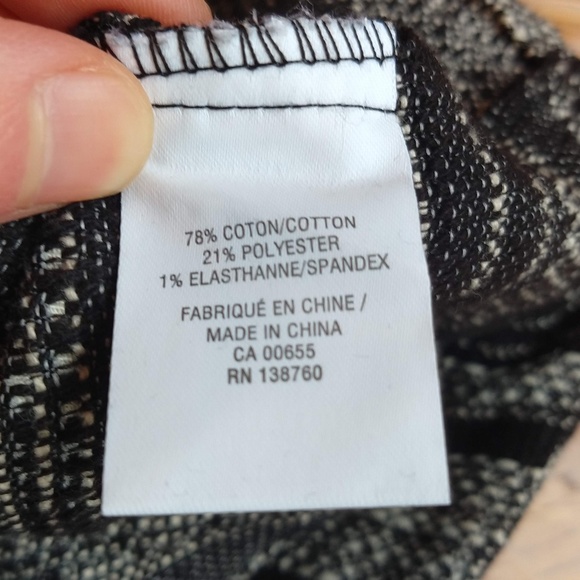 78% COTON/COTTON
21% POLYESTER
1% ELASTHANNE/SPANDEX
FABRIQUÉ EN CHINE /
MADE IN CHINA
CA 00655
RN 138760